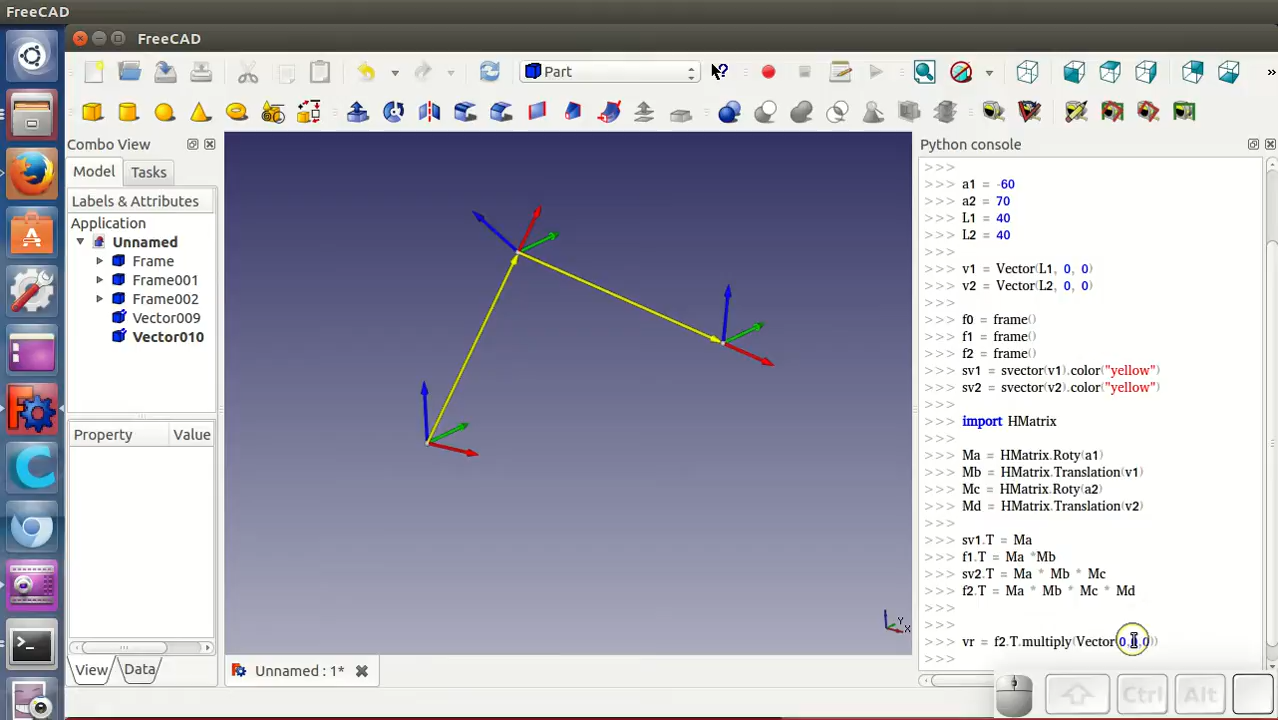 FreeCAD
FreeCAD
Part
Combo View
Model Tasks
Labels & Attributes
Application
Unnamed
Frame
Frame001
Frame002
Vector009
Vector010
Property Value
View Data
Unnamed : 1*
Y
X
Python console
>>>
>>> a1 = -60
>>> a2 = 70
>>> L1 = 40
>>> L2 = 40
>>>
>>> v1 = Vector(L1, 0, 0)
>>> v2 = Vector(L2, 0, 0)
>>>
>>> f0 = frame()
>>> f1 = frame()
>>> f2 = frame()
>>> sv1 = svector(v1).color("yellow")
>>> sv2 = svector(v2).color("yellow")
>>>
>>> import HMatrix
>>>
>>> Ma = HMatrix.Roty(a1)
>>> Mb = HMatrix.Translation(v1)
>>> Mc = HMatrix.Roty(a2)
>>> Md = HMatrix.Translation(v2)
>>>
>>> sv1.T = Ma
>>> f1.T = Ma *Mb
>>> sv2.T = Ma * Mb * Mc
>>> f2.T = Ma * Mb * Mc * Md
>>>
>>>
>>> vr = f2.T.multiply(Vector(0, ,0))
>>>
Ctrl Alt